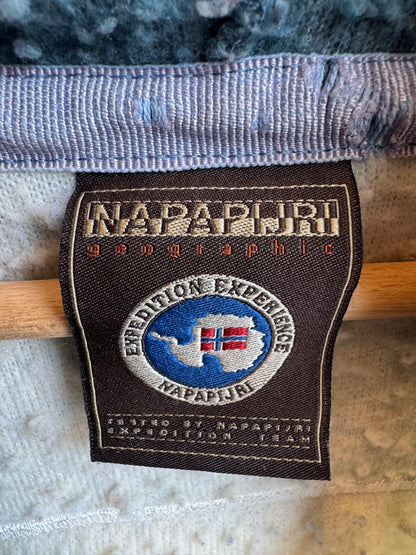 NAPAPIJRI
geographic
EXPEDITION EXPERIENCE
NAPAPIJRI
TESTED BY NAPAPIJRI
EXPEDITION TEAM